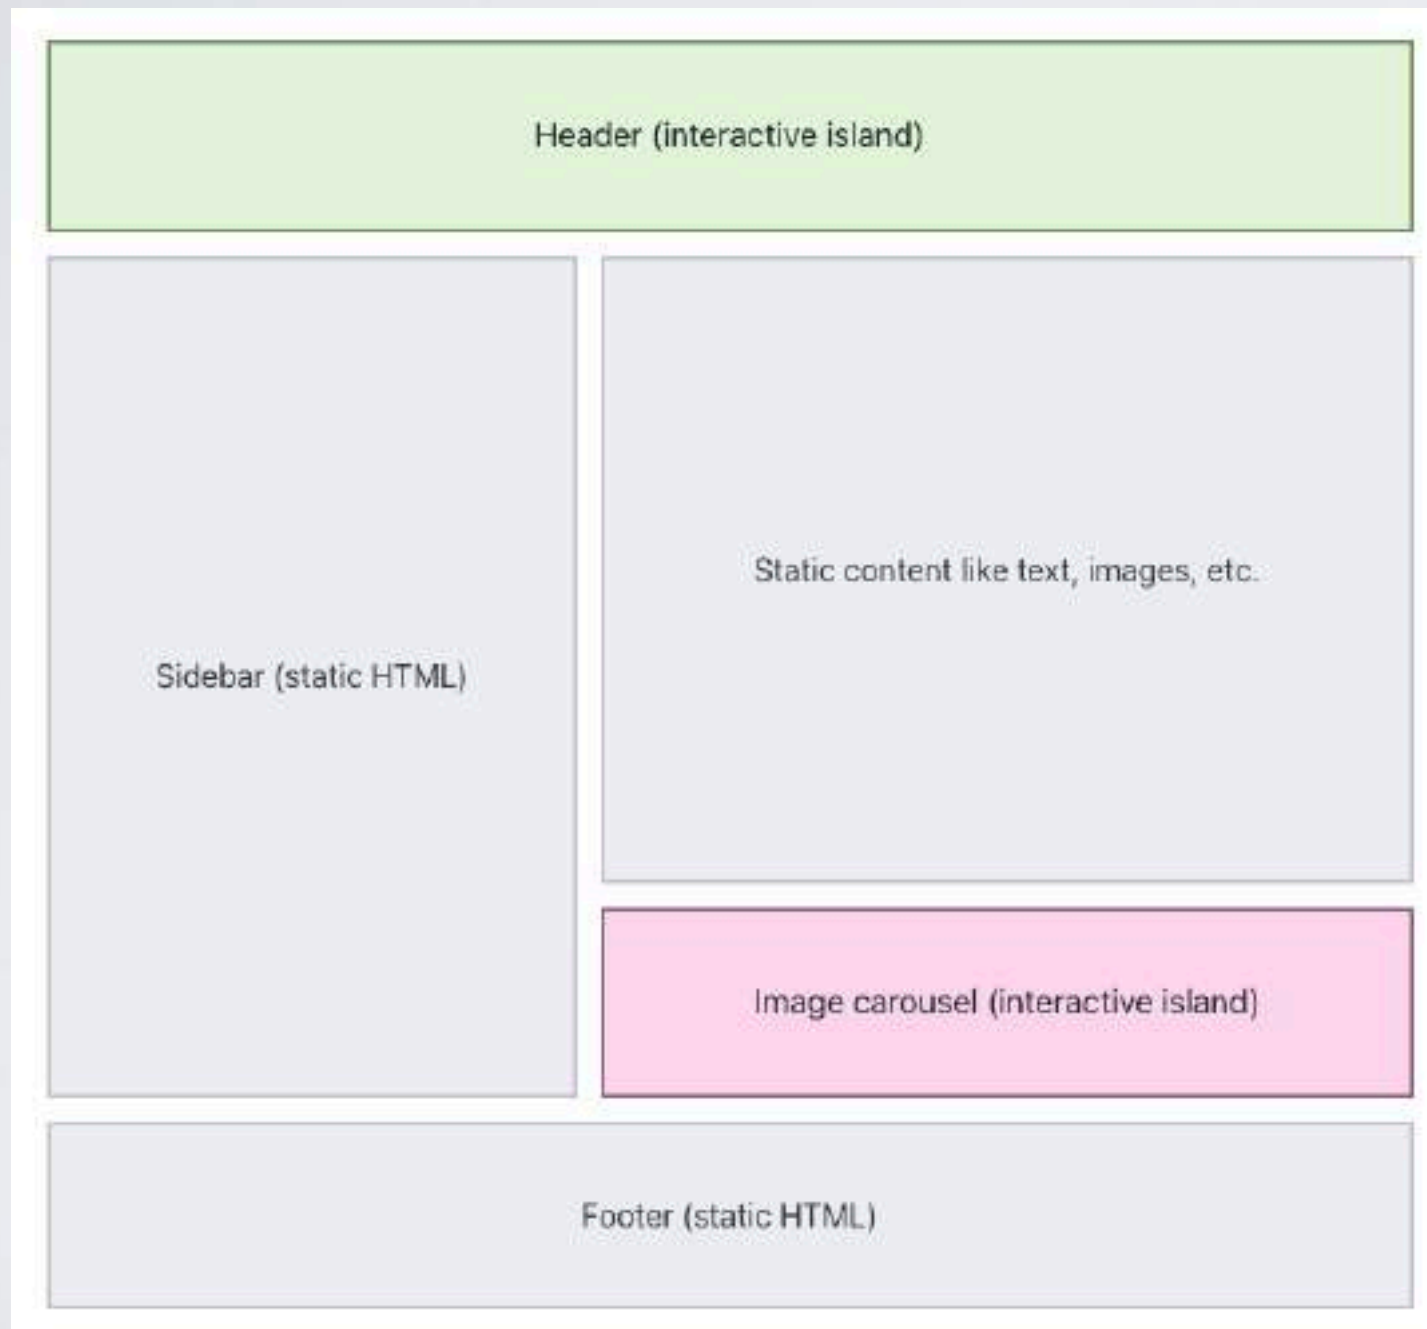 Header (interactive island)
Static content like text, images, etc.
Sidebar (static HTML)
Image carousel (interactive island)
Footer (static HTML)